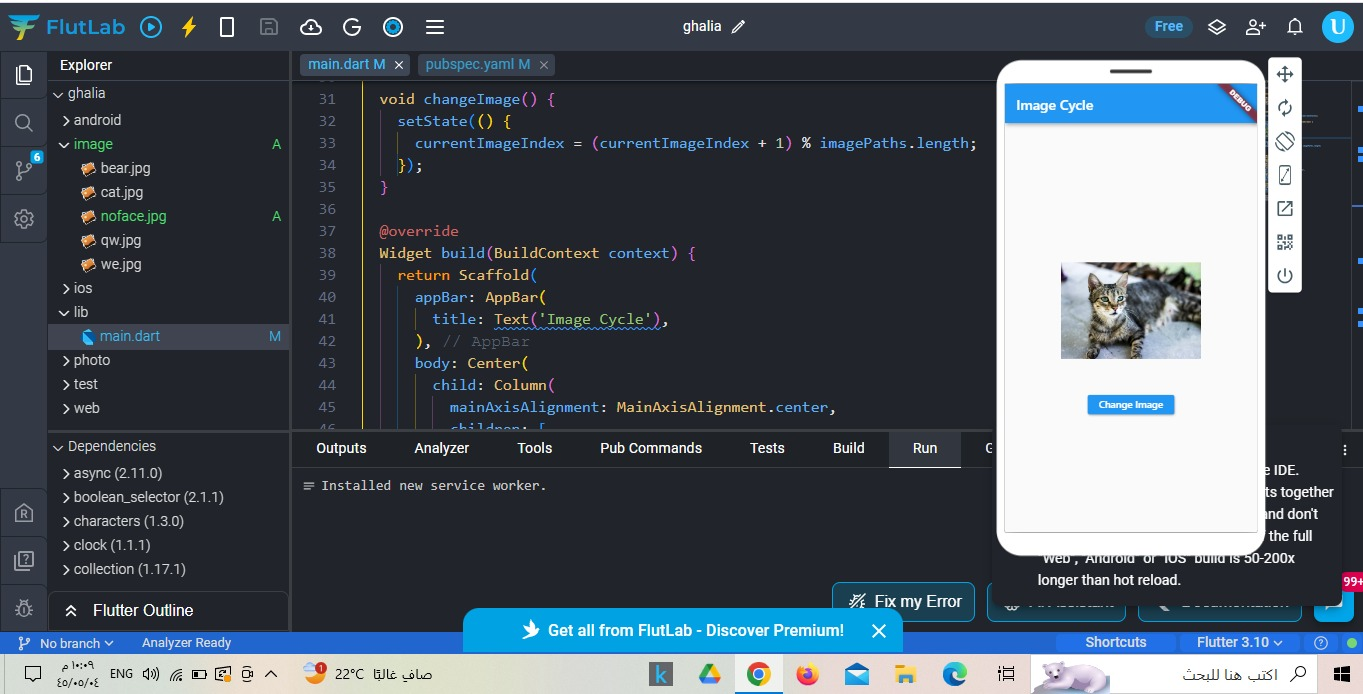 FlutLab
ghalia
Free
U
Explorer
main.dart M ×
pubspec.yaml M ×
ghalia
android
image A
bear.jpg
cat.jpg
noface.jpg A
qw.jpg
we.jpg
ios
lib
main.dart M
photo
test
web
6
Dependencies
async (2.11.0)
boolean_selector (2.1.1)
characters (1.3.0)
clock (1.1.1)
collection (1.17.1)
Flutter Outline
31 void changeImage() {
32 setState(() {
33 currentImageIndex = (currentImageIndex + 1) % imagePaths.length;
34 });
35 }
36
37 @override
38 Widget build(BuildContext context) {
39 return Scaffold(
40 appBar: AppBar(
41 title: Text('Image Cycle'),
42 ), // AppBar
43 body: Center(
44 child: Column(
45 mainAxisAlignment: MainAxisAlignment.center,
46 children: [
Outputs Analyzer Tools Pub Commands Tests Build Run G
Installed new service worker.
Image Cycle
DEBUG
Change Image
e IDE.
ts together
and don't
the full
"Web", "Android" or "iOS" build is 50-200x
longer than hot reload.
99+
Fix my Error
Get all from FlutLab - Discover Premium!
No branch
Analyzer Ready
Shortcuts
Flutter 3.10
١٠:٠٩ م
٤٥/٠٥/٠٤
ENG
1
22°C صافٍ غالبًا
k
اكتب هنا للبحث